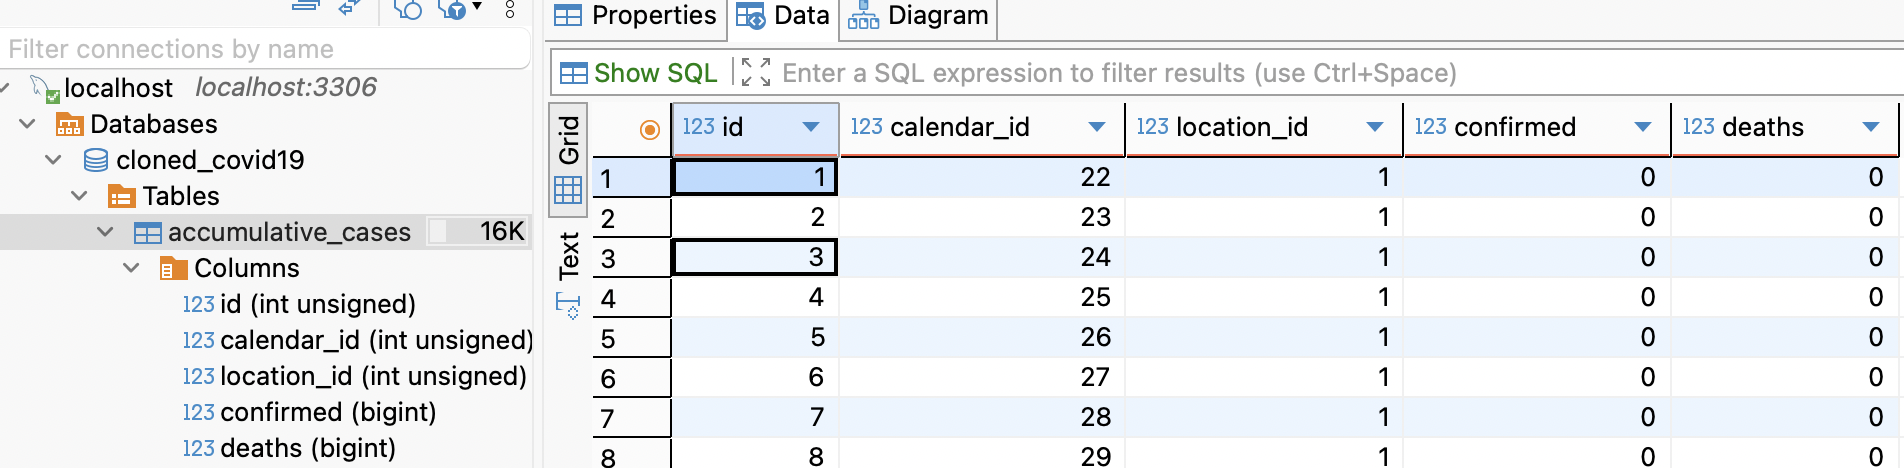 Filter connections by name
localhost localhost:3306
Databases
cloned_covid19
Tables
accumulative_cases 16K
Columns
123 id (int unsigned)
123 calendar_id (int unsigned)
123 location_id (int unsigned)
123 confirmed (bigint)
123 deaths (bigint)
Properties Data Diagram
Show SQL Enter a SQL expression to filter results (use Ctrl+Space)
Grid
Text
123 id 123 calendar_id 123 location_id 123 confirmed 123 deaths
1 1 22 1 0 0
2 2 23 1 0 0
3 3 24 1 0 0
4 4 25 1 0 0
5 5 26 1 0 0
6 6 27 1 0 0
7 7 28 1 0 0
8 8 29 1 0 0